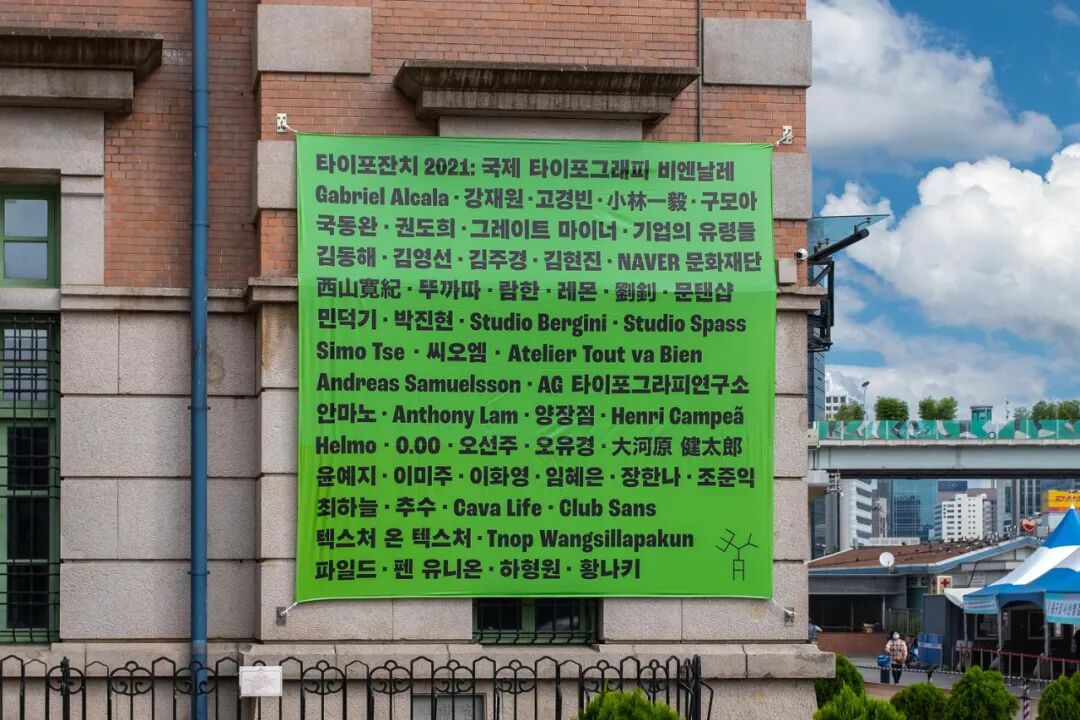 타이포잔치 2021: 국제 타이포그래피 비엔날레
Gabriel Alcala · 강재원 · 고경빈 · 小林一毅 · 구모아
국동완 · 권도희 · 그레이트 마이너 · 기업의 유령들
김동해 · 김영선 · 김주경 · 김현진 · NAVER 문화재단
西山寛紀 · 뚜까따 · 람한 · 레몬 · 劉釗 · 문탠샵
민덕기 · 박진현 · Studio Bergini · Studio Spass
Simo Tse · 씨오엠 · Atelier Tout va Bien
Andreas Samuelsson · AG 타이포그라피연구소
안마노 · Anthony Lam · 양장점 · Henri Campeã
Helmo · 0.00 · 오선주 · 오유경 · 大河原 健太郎
윤예지 · 이미주 · 이화영 · 임혜은 · 장한나 · 조준익
최하늘 · 추수 · Cava Life · Club Sans
텍스처 온 텍스처 · Tnop Wangsillapakun
파일드 · 펜 유니온 · 하형원 · 황나키